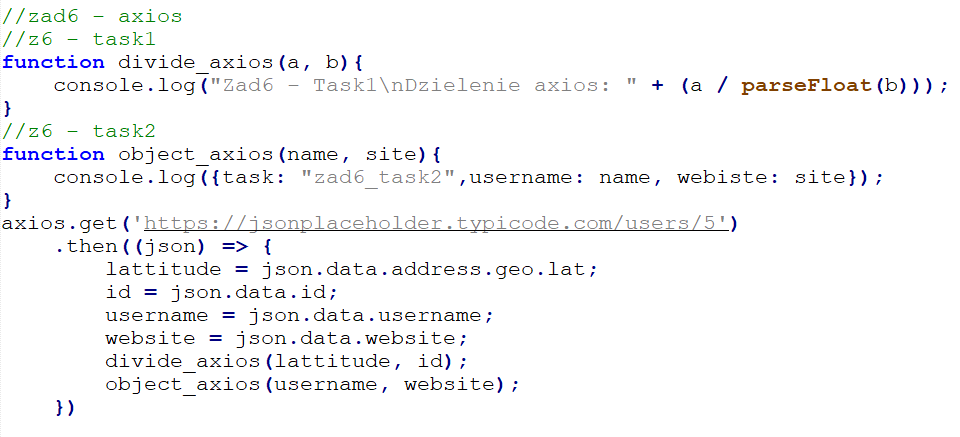 //zad6 - axios
//z6 - task1
function divide_axios(a, b){
    console.log("Zad6 - Task1\nDzielenie axios: " + (a / parseFloat(b)));
}
//z6 - task2
function object_axios(name, site){
    console.log({task: "zad6_task2",username: name, webiste: site});
}
axios.get('https://jsonplaceholder.typicode.com/users/5')
    .then((json) => {
        lattitude = json.data.address.geo.lat;
        id = json.data.id;
        username = json.data.username;
        website = json.data.website;
        divide_axios(lattitude, id);
        object_axios(username, website);
    })